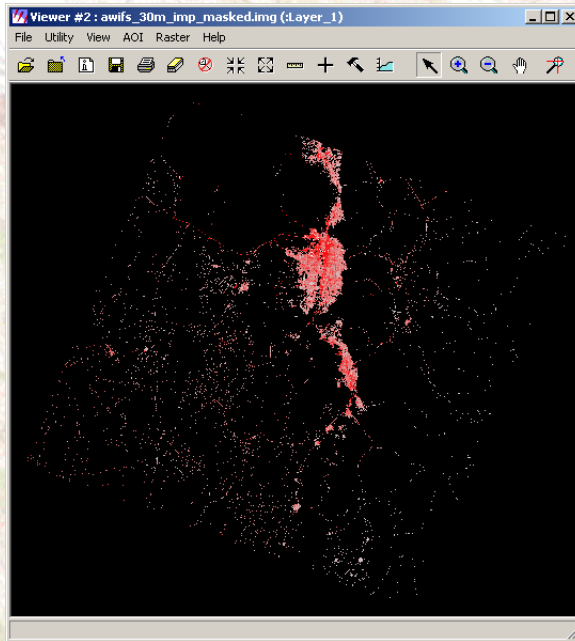 Viewer #2 : awifs_30m_imp_masked.img (:Layer_1)
File Utility View AOI Raster Help